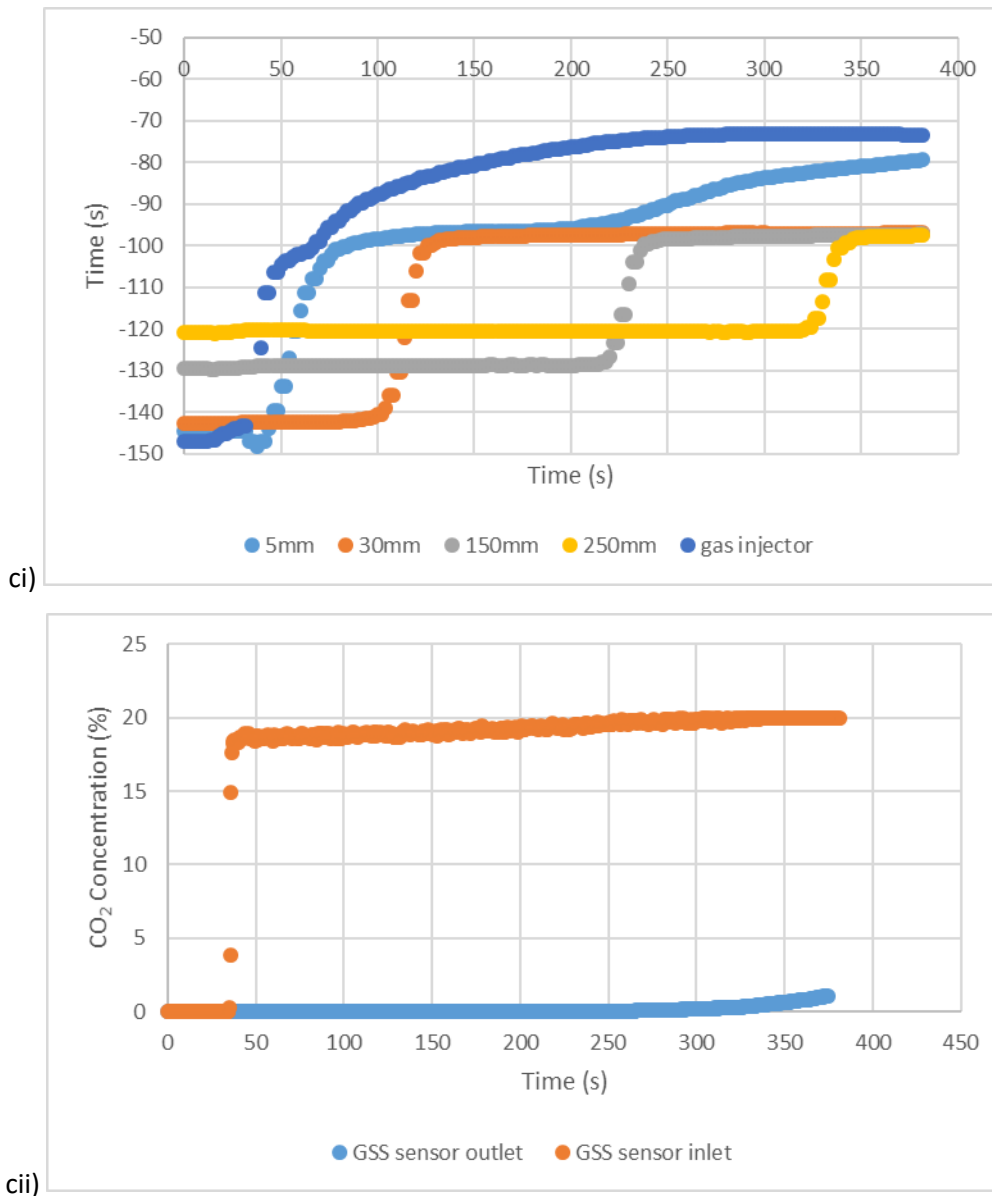 -50
0 50 100 150 200 250 300 350 400
-60
-70
-80
-90
-100
-110
-120
-130
-140
-150
Time (s)
Time (s)
5mm 30mm 150mm 250mm gas injector
ci)
25
20
15
10
5
0
CO₂ Concentration (%)
0 50 100 150 200 250 300 350 400 450
Time (s)
GSS sensor outlet GSS sensor inlet
cii)